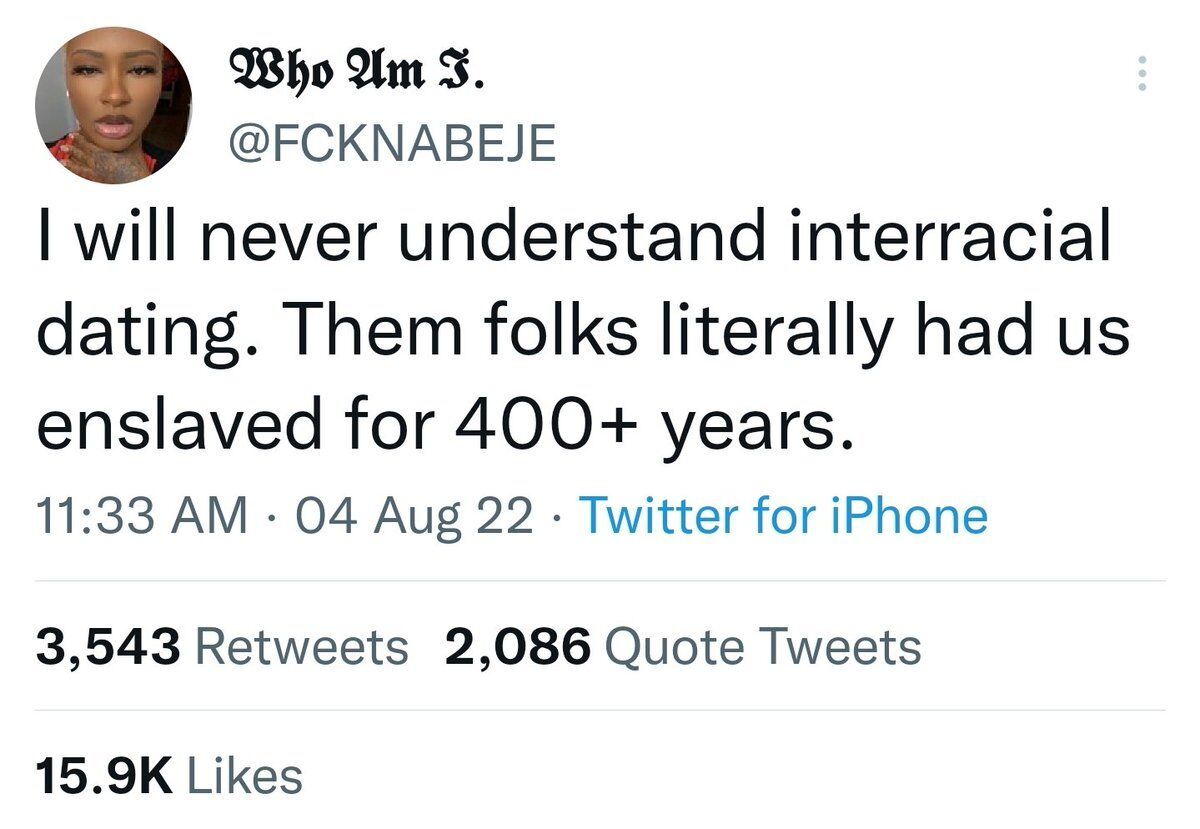 𝖂𝖍𝖔 𝕬𝖒 𝕴.
@FCKNABEJE
I will never understand interracial
dating. Them folks literally had us
enslaved for 400+ years.
11:33 AM · 04 Aug 22 · Twitter for iPhone
3,543 Retweets 2,086 Quote Tweets
15.9K Likes